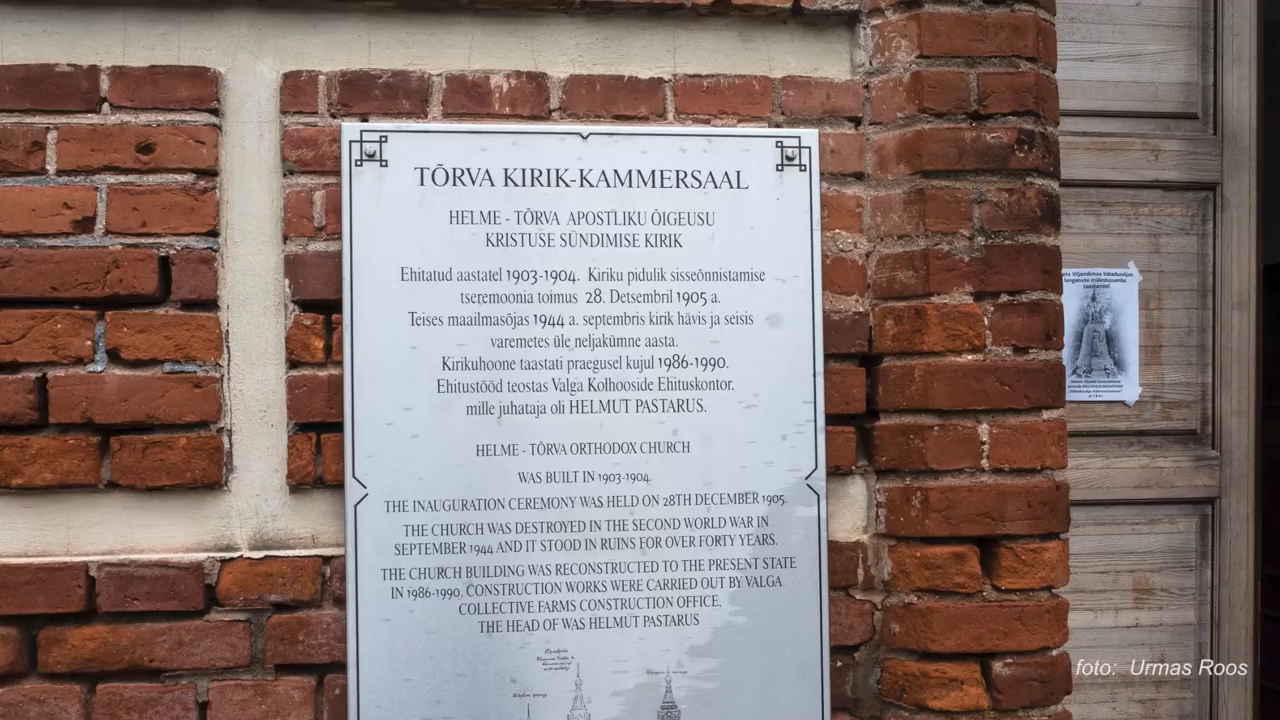 TÕRVA KIRIK-KAMMERSAAL
HELME - TÕRVA APOSTLIKU ÕIGEUSU
KRISTUSE SÜNDIMISE KIRIK
Ehitatud aastatel 1903-1904. Kiriku pidulik sisseõnnistamise
tseremoonia toimus 28. Detsembril 1905 a.
Teises maailmasõjas 1944 a. septembris kirik hävis ja seisis
varemetes üle neljakümne aasta.
Kirikuhoone taastati praegusel kujul 1986-1990.
Ehitustööd teostas Valga Kolhooside Ehituskontor.
mille juhataja oli HELMUT PASTARUS.
HELME - TÕRVA ORTHODOX CHURCH
WAS BUILT IN 1903-1904.
THE INAUGURATION CEREMONY WAS HELD ON 28TH DECEMBER 1905.
THE CHURCH WAS DESTROYED IN THE SECOND WORLD WAR IN
SEPTEMBER 1944 AND IT STOOD IN RUINS FOR OVER FORTY YEARS.
THE CHURCH BUILDING WAS RECONSTRUCTED TO THE PRESENT STATE
IN 1986-1990. CONSTRUCTION WORKS WERE CARRIED OUT BY VALGA
COLLECTIVE FARMS CONSTRUCTION OFFICE,
THE HEAD OF WAS HELMUT PASTARUS
Viljandimaa Vabadussõjas
langenute mälestussamba
taastamist
foto: Urmas Roos